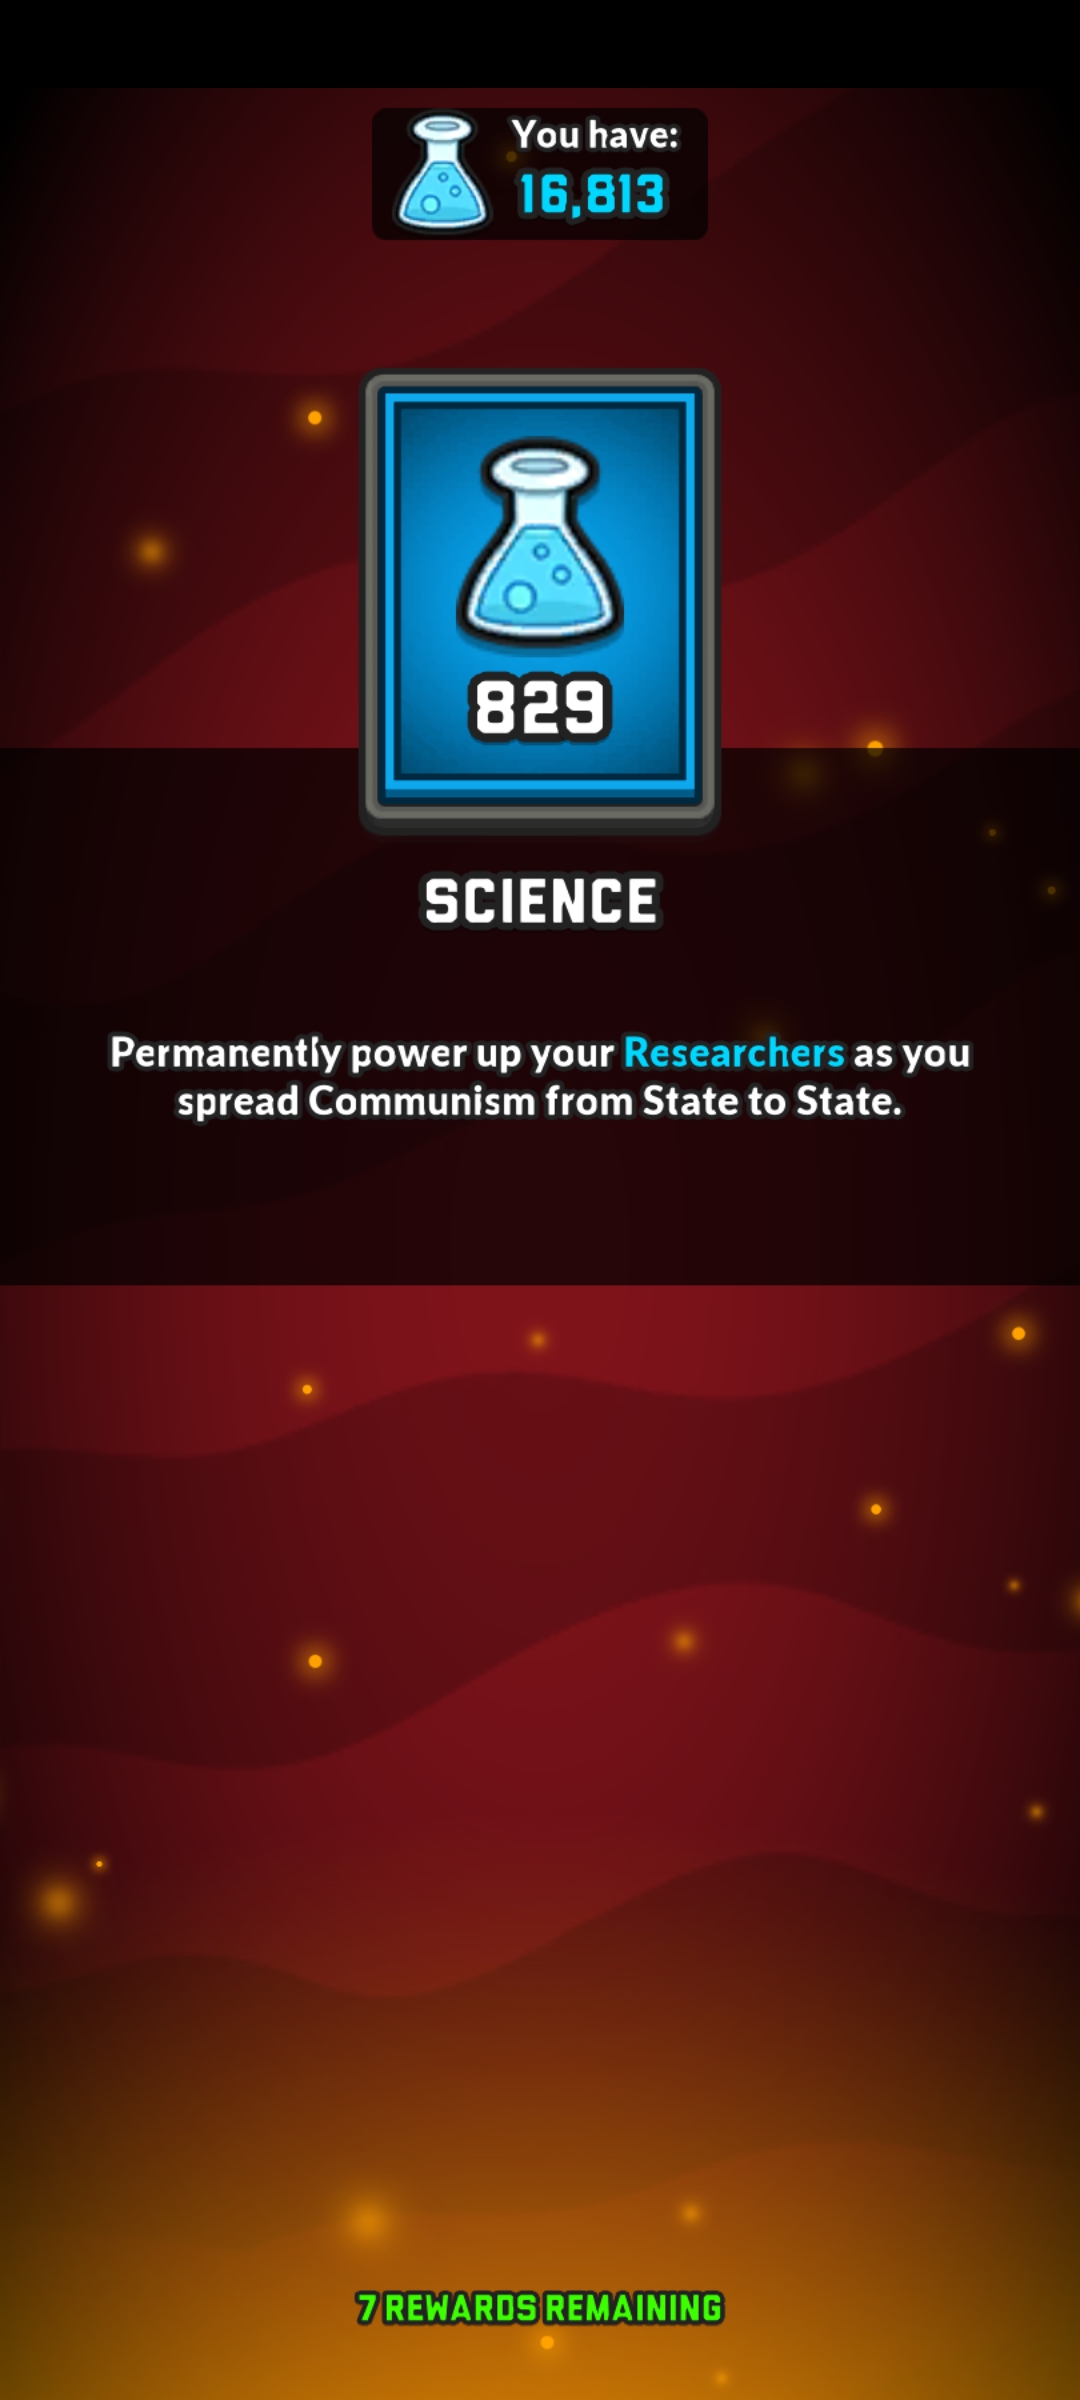 You have:
16,813
829
SCIENCE
Permanently power up your Researchers as you
spread Communism from State to State.
7 REWARDS REMAINING